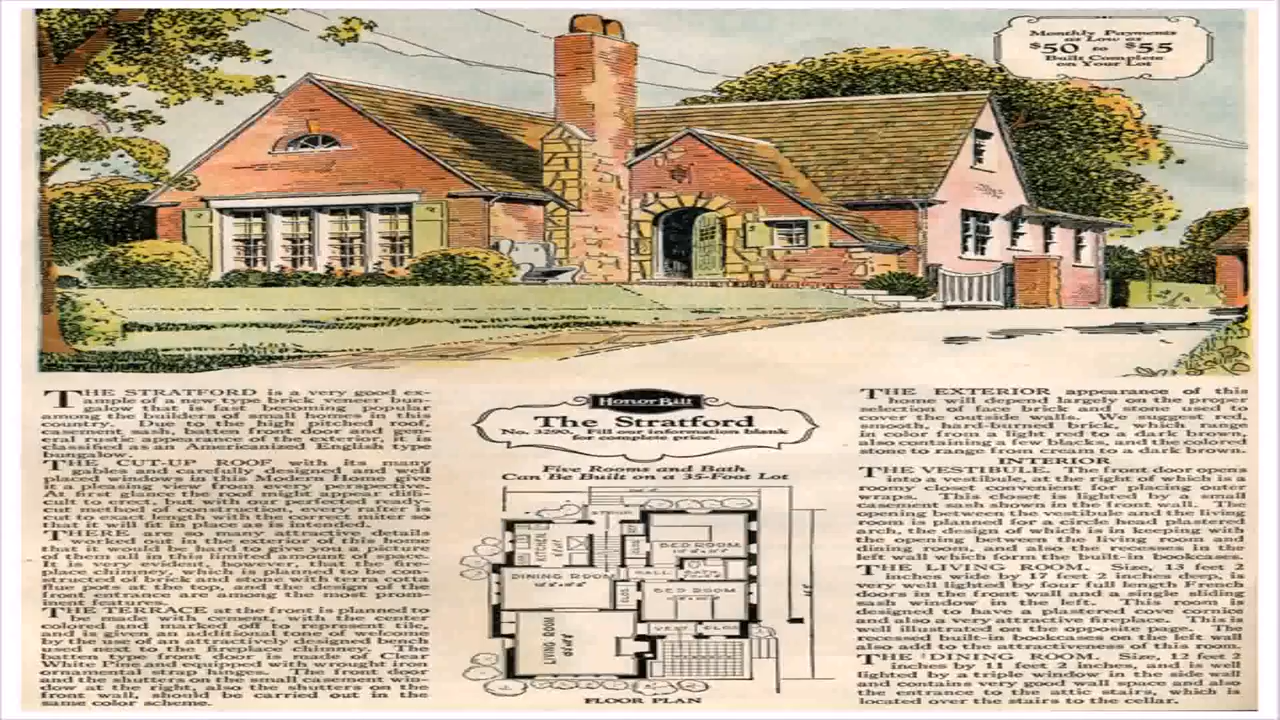 Monthly Payments
as Low as
$50 to $55
Built Complete
on Your Lot
THE STRATFORD is a very good ex-
ample of a new type brick veneer bun-
galow that is fast becoming popular
among the builders of small homes in this
country. Due to the high pitched roof,
casement sash, batten front door and gen-
eral rustic appearance of the exterior, it is
classified as an Americanized English type
bungalow.
THE CUT-UP ROOF with its many
gables and carefully designed and well
placed windows in this Modern Home give
it a pleasing view from every perspective.
At first glance the roof might appear diffi-
cult to erect, but with our perfected ready-
cut method of construction, every rafter is
cut to exact length with the correct miter so
that it will fit in place as is intended.
THERE are so many attractive details
worked out in the exterior of this home
that it would be hard to give you a picture
of them all in this limited amount of space.
It is very evident, however that the fire-
place chimney, which is planned to be con-
structed of brick and stone with terra cotta
flue pots at the top, and the design of the
front entrance are among the most prom-
inent features.
THE TERRACE at the front is planned to
be made with cement, with the center
colored and marked off to represent tile,
and is given an additional tone of welcome
by the use of an attractively designed bench
used next to the fireplace chimney. The
batten type front door is made of Clear
White Pine and equipped with wrought iron
ornamental strap hinges. The front door
and the shutters on the small casement win-
dow at the right, also the shutters on the
front wall, should be carried out in the
same color scheme.
Honor Bilt
The Stratford
No. 3290. Fill our information blank
for complete price.
Five Rooms and Bath
Can Be Built on a 35-Foot Lot
KITCHEN
BED ROOM
DINING ROOM
HALL
BED ROOM
CLOS.
VEST.
CLOS.
LIVING ROOM
FLOOR PLAN
THE EXTERIOR appearance of this
home will depend largely on the proper
selection of face brick and stone used to
cover the outside walls. We suggest red,
smooth, hard-burned brick, which range
in color from a light red to a dark brown,
also containing a few blacks, and the colored
stone to range from cream to a dark brown.
INTERIOR
THE VESTIBULE. The front door opens
into a vestibule, at the right of which is a
roomy closet convenient for placing outer
wraps. This closet is lighted by a small
casement sash shown in the front wall. The
opening between the vestibule and the living
room is planned for a circle head plastered
arch, the design of which is in keeping with
the opening between the living room and
dining room, and also the recesses in the
left wall which form the built-in bookcases.
THE LIVING ROOM. Size, 13 feet 2
inches wide by 17 feet 2 inches deep, is
very well lighted by four full length French
doors in the front wall and a single sliding
sash window in the left. This room is
designed to have a plastered cove cornice
and also a very attractive fireplace. This is
well illustrated on the opposite page. The
recessed built-in bookcases on the left wall
also add to the attractiveness of this room.
THE DINING ROOM. Size, 12 feet 2
inches by 11 feet 2 inches, and is well
lighted by a triple window in the side wall
and contains very good wall space and also
the entrance to the attic stairs, which is
located over the stairs to the cellar.